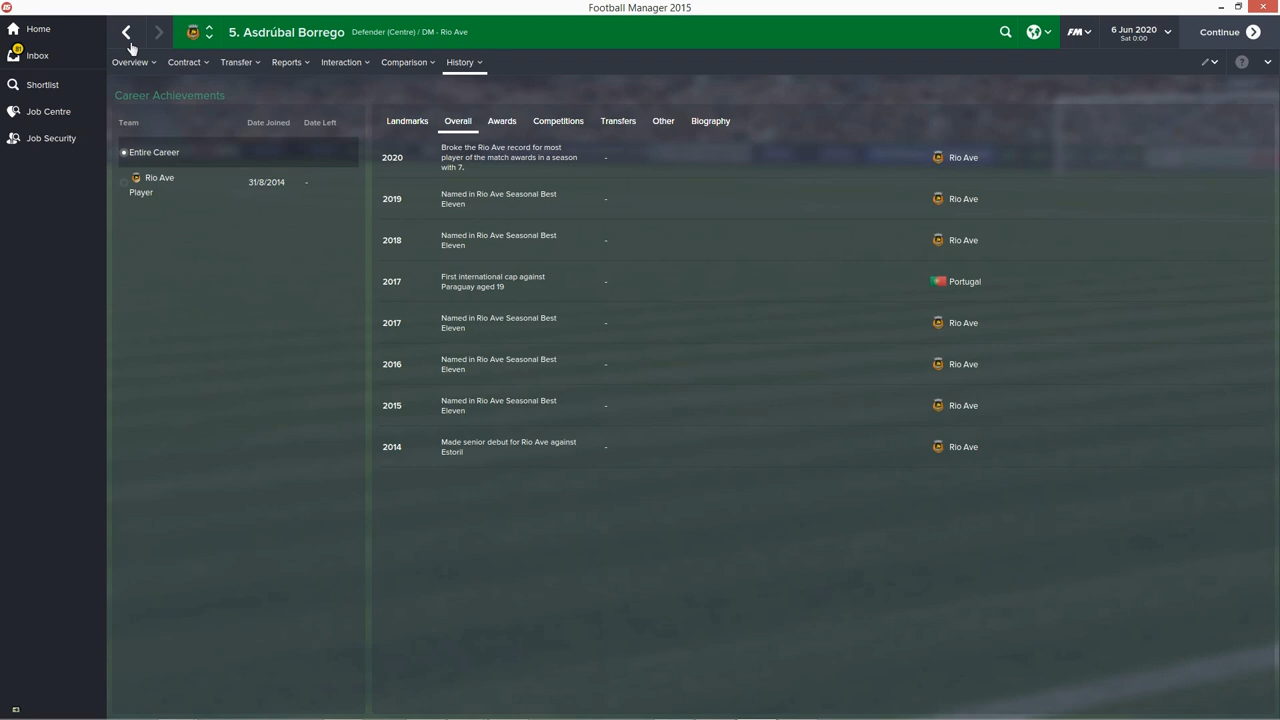 Football Manager 2015
Home
5. Asdrúbal Borrego
Defender (Centre) / DM - Rio Ave
FM
6 Jun 2020
Sat 0:00
Continue
81
Inbox
Overview
Contract
Transfer
Reports
Interaction
Comparison
History
?
Shortlist
Job Centre
Job Security
Career Achievements
Team
Date Joined
Date Left
Entire Career
Rio Ave
Player
31/8/2014
-
Landmarks
Overall
Awards
Competitions
Transfers
Other
Biography
2020
Broke the Rio Ave record for most
player of the match awards in a season
with 7.
-
Rio Ave
2019
Named in Rio Ave Seasonal Best
Eleven
-
Rio Ave
2018
Named in Rio Ave Seasonal Best
Eleven
-
Rio Ave
2017
First international cap against
Paraguay aged 19
-
Portugal
2017
Named in Rio Ave Seasonal Best
Eleven
-
Rio Ave
2016
Named in Rio Ave Seasonal Best
Eleven
-
Rio Ave
2015
Named in Rio Ave Seasonal Best
Eleven
-
Rio Ave
2014
Made senior debut for Rio Ave against
Estoril
-
Rio Ave